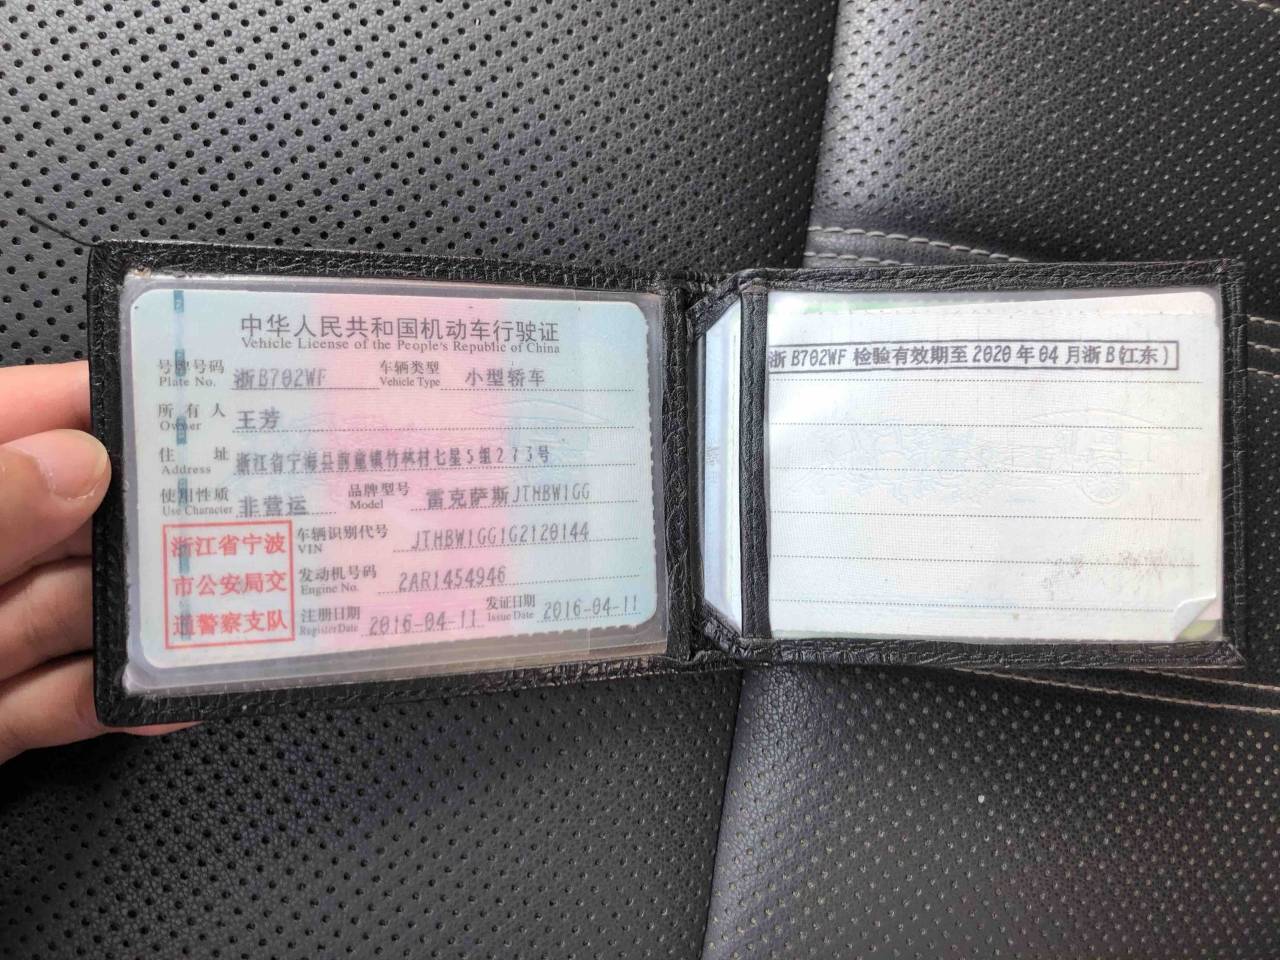 中华人民共和国机动车行驶证
Vehicle License of the People's Republic of China
号牌号码 浙B702WF 车辆类型 小型轿车
Plate No. Vehicle Type
所有人 王芳
Owner
住址 浙江省宁海县前童镇竹林村七星5组273号
Address
使用性质 非营运 品牌型号 雷克萨斯JTHBW1GG
Use Character Model
浙江省宁波
市公安局交
通警察支队
车辆识别代号 JTHBW1GG1G2120144
VIN
发动机号码 2AR1454946
Engine No.
注册日期 2016-04-11 发证日期 2016-04-11
Register Date Issue Date
浙B702WF 检验有效期至2020年04月浙B(江东)